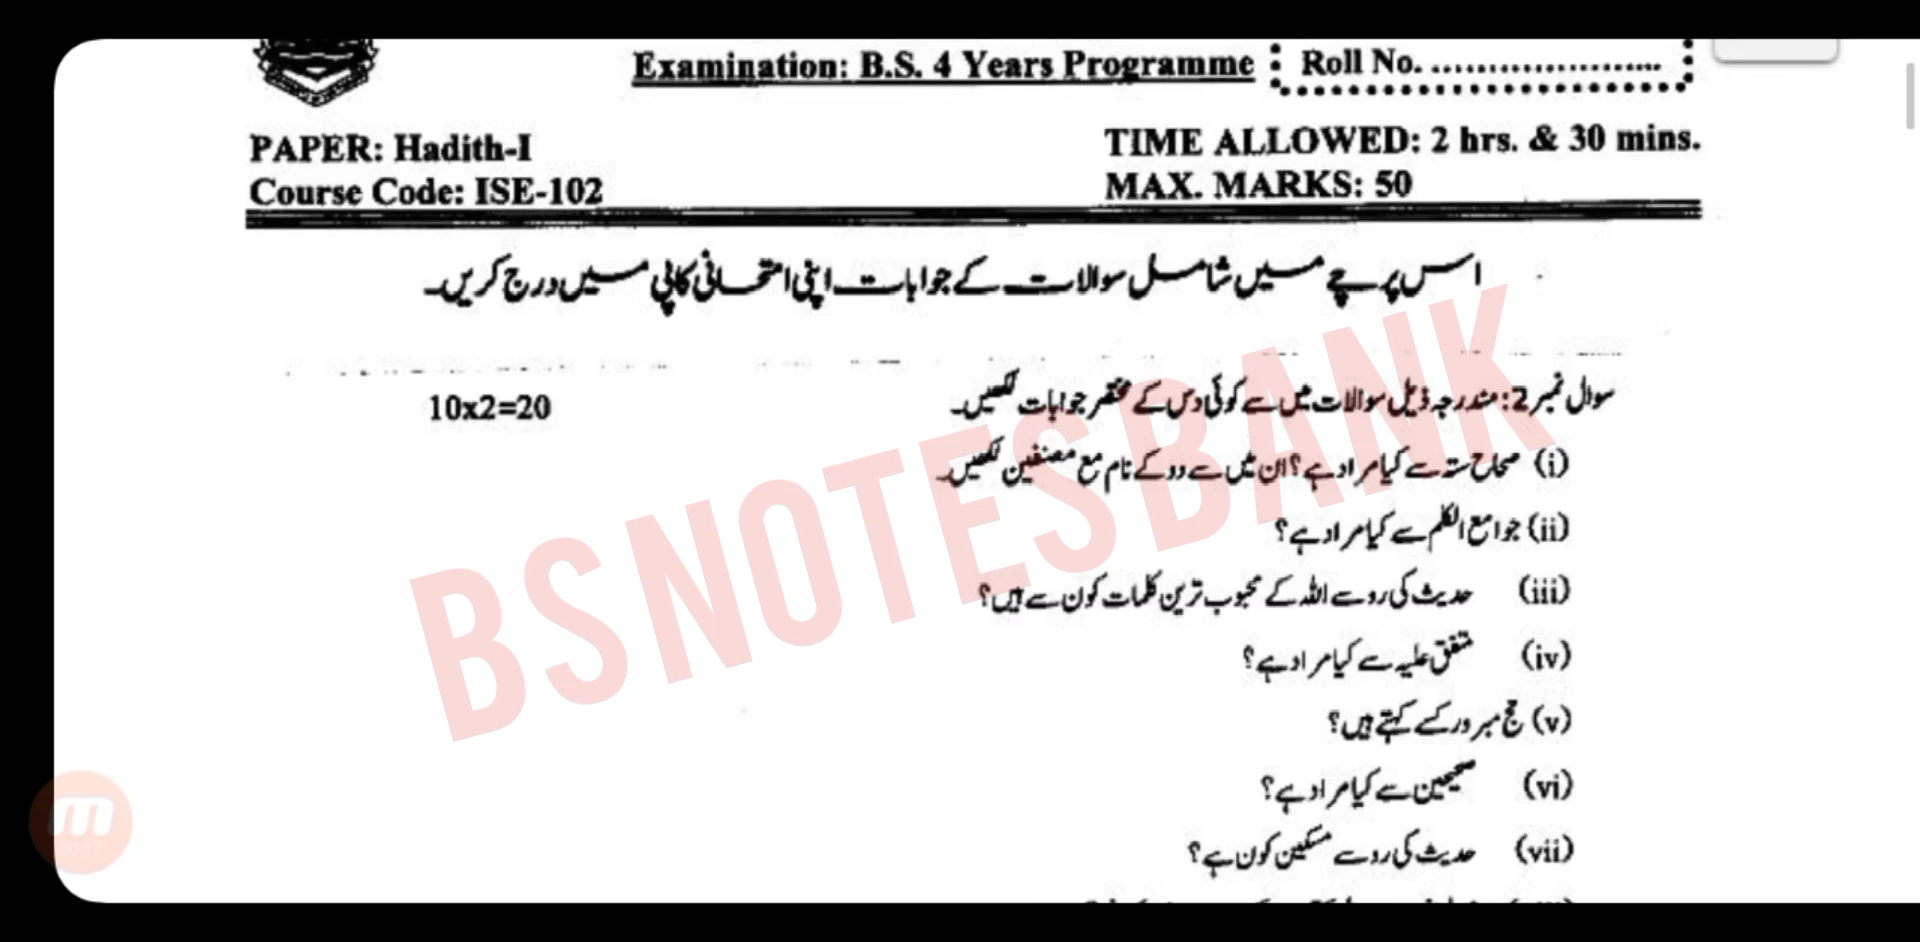 Examination: B.S. 4 Years Programme
Roll No. ......................
PAPER: Hadith-I
TIME ALLOWED: 2 hrs. & 30 mins.
Course Code: ISE-102
MAX. MARKS: 50
اس پرچے میں شامل سوالات کے جوابات اپنی امتحانی کاپی میں درج کریں۔
سوال نمبر 2: مندرجہ ذیل سوالات میں سے کوئی دس کے مختصر جوابات لکھیں۔ 10x2=20
(i) صحاح ستہ سے کیا مراد ہے؟ ان میں سے دو کے نام مع مصنفین لکھیں۔
(ii) جوامع الکلم سے کیا مراد ہے؟
(iii) حدیث کی رو سے اللہ کے محبوب ترین کلمات کون سے ہیں؟
(iv) متفق علیہ سے کیا مراد ہے؟
(v) حج مبرور کسے کہتے ہیں؟
(vi) صحیحین سے کیا مراد ہے؟
(vii) حدیث کی رو سے مسکین کون ہے؟
BSNOTESBANK